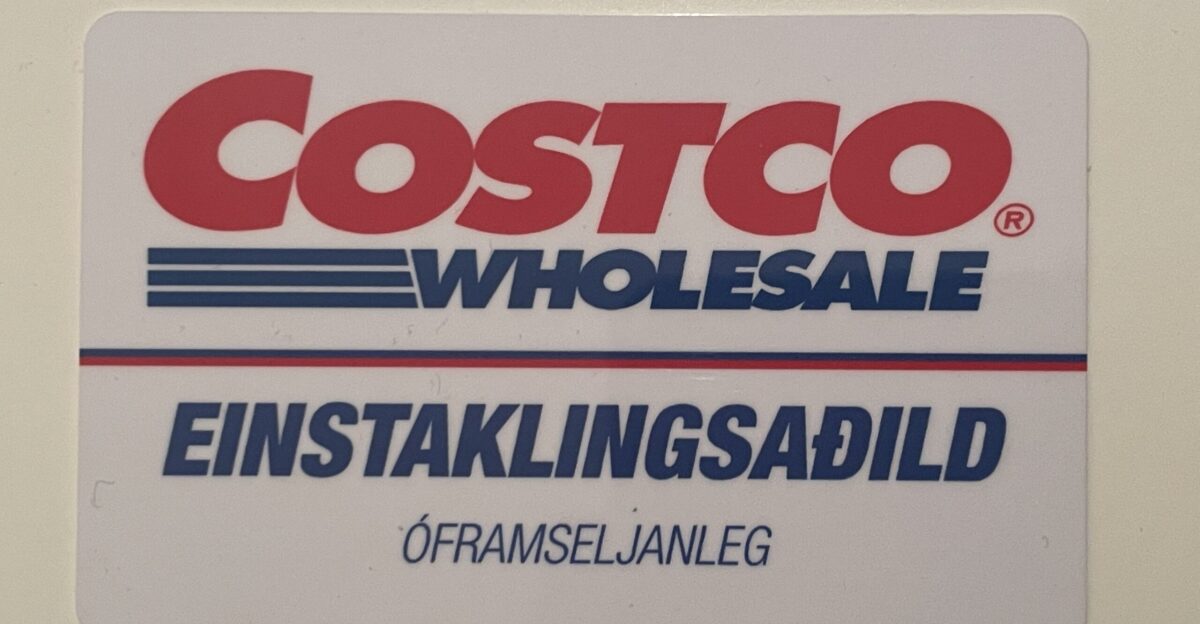 COSTCO®
WHOLESALE
EINSTAKLINGSAÐILD
ÓFRAMSELJANLEG